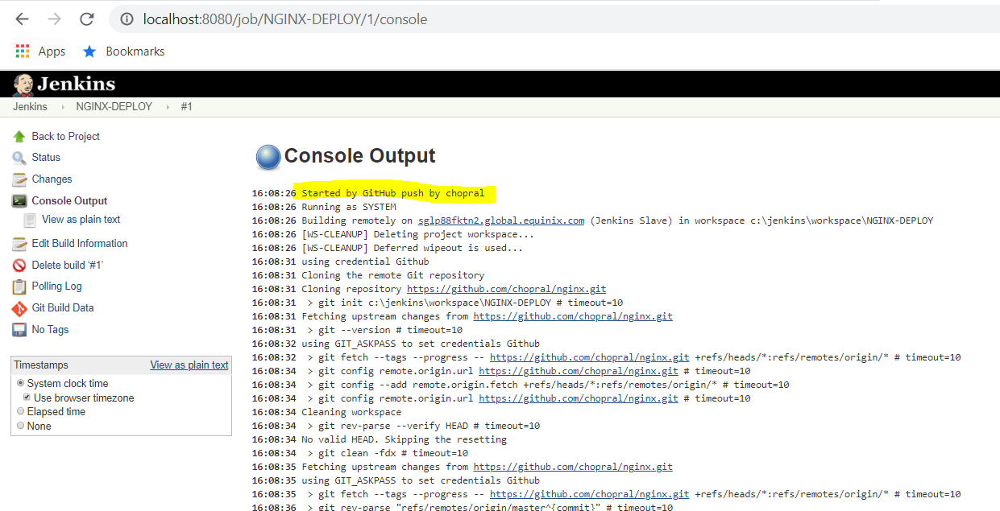 localhost:8080/job/NGINX-DEPLOY/1/console
Apps Bookmarks
Jenkins
Jenkins NGINX-DEPLOY #1
Back to Project
Status
Changes
Console Output
View as plain text
Edit Build Information
Delete build ‘#1’
Polling Log
Git Build Data
No Tags
Timestamps View as plain text
System clock time
Use browser timezone
Elapsed time
None
Console Output
16:08:26 Started by GitHub push by chopral
16:08:26 Running as SYSTEM
16:08:26 Building remotely on sglp88fktn2.global.equinix.com (Jenkins Slave) in workspace c:\jenkins\workspace\NGINX-DEPLOY
16:08:26 [WS-CLEANUP] Deleting project workspace...
16:08:26 [WS-CLEANUP] Deferred wipeout is used...
16:08:31 using credential Github
16:08:31 Cloning the remote Git repository
16:08:31 Cloning repository https://github.com/chopral/nginx.git
16:08:31 > git init c:\jenkins\workspace\NGINX-DEPLOY # timeout=10
16:08:31 Fetching upstream changes from https://github.com/chopral/nginx.git
16:08:31 > git --version # timeout=10
16:08:32 using GIT_ASKPASS to set credentials Github
16:08:32 > git fetch --tags --progress -- https://github.com/chopral/nginx.git +refs/heads/*:refs/remotes/origin/* # timeout=10
16:08:34 > git config remote.origin.url https://github.com/chopral/nginx.git # timeout=10
16:08:34 > git config --add remote.origin.fetch +refs/heads/*:refs/remotes/origin/* # timeout=10
16:08:34 > git config remote.origin.url https://github.com/chopral/nginx.git # timeout=10
16:08:34 Cleaning workspace
16:08:34 > git rev-parse --verify HEAD # timeout=10
16:08:34 No valid HEAD. Skipping the resetting
16:08:34 > git clean -fdx # timeout=10
16:08:35 Fetching upstream changes from https://github.com/chopral/nginx.git
16:08:35 using GIT_ASKPASS to set credentials Github
16:08:35 > git fetch --tags --progress -- https://github.com/chopral/nginx.git +refs/heads/*:refs/remotes/origin/* # timeout=10
16:08:36 > git rev-parse "refs/remotes/origin/master^{commit}" # timeout=10